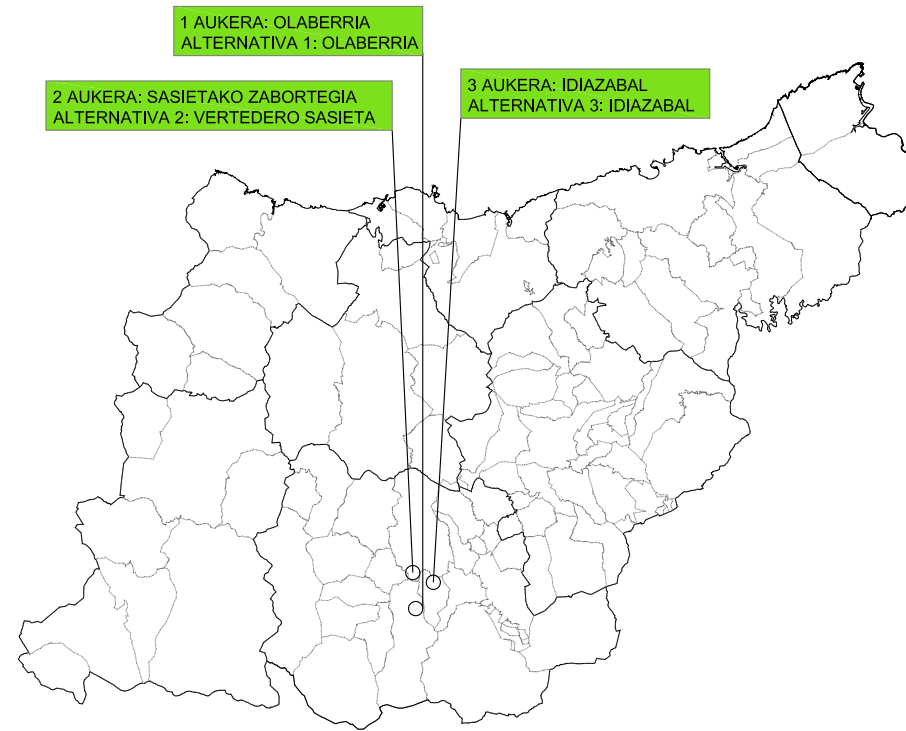 1 AUKERA: OLABERRIA
ALTERNATIVA 1: OLABERRIA
2 AUKERA: SASIETAKO ZABORTEGIA
ALTERNATIVA 2: VERTEDERO SASIETA
3 AUKERA: IDIAZABAL
ALTERNATIVA 3: IDIAZABAL